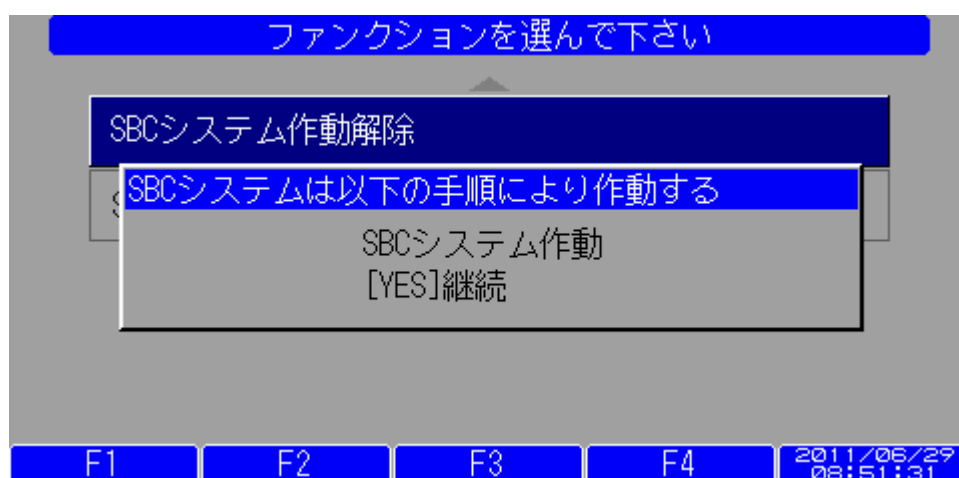 ファンクションを選んで下さい
SBCシステム作動解除
SBCシステムは以下の手順により作動する
SBCシステム作動
[YES]継続
F1
F2
F3
F4
2011/06/29
08:51:31